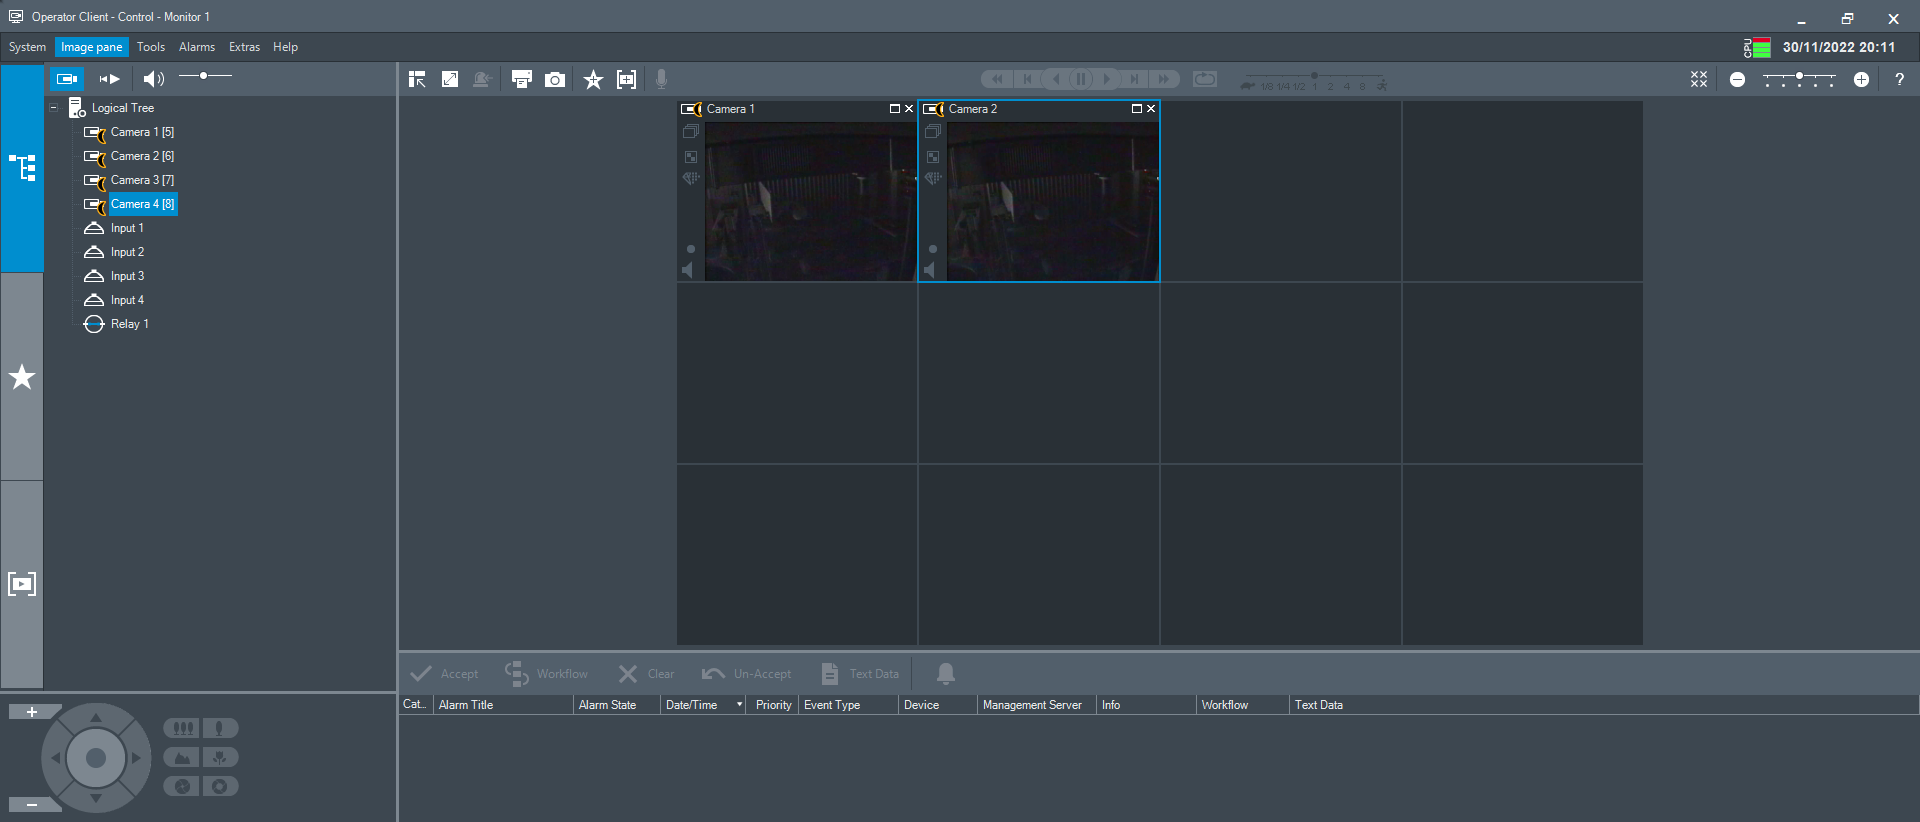 Operator Client - Control - Monitor 1
System Image pane Tools Alarms Extras Help
CPU 30/11/2022 20:11
1/8 1/4 1/2 1 2 4 8
?
Logical Tree
Camera 1 [5]
Camera 2 [6]
Camera 3 [7]
Camera 4 [8]
Input 1
Input 2
Input 3
Input 4
Relay 1
Camera 1
Camera 2
Accept Workflow Clear Un-Accept Text Data
Cat... Alarm Title Alarm State Date/Time Priority Event Type Device Management Server Info Workflow Text Data